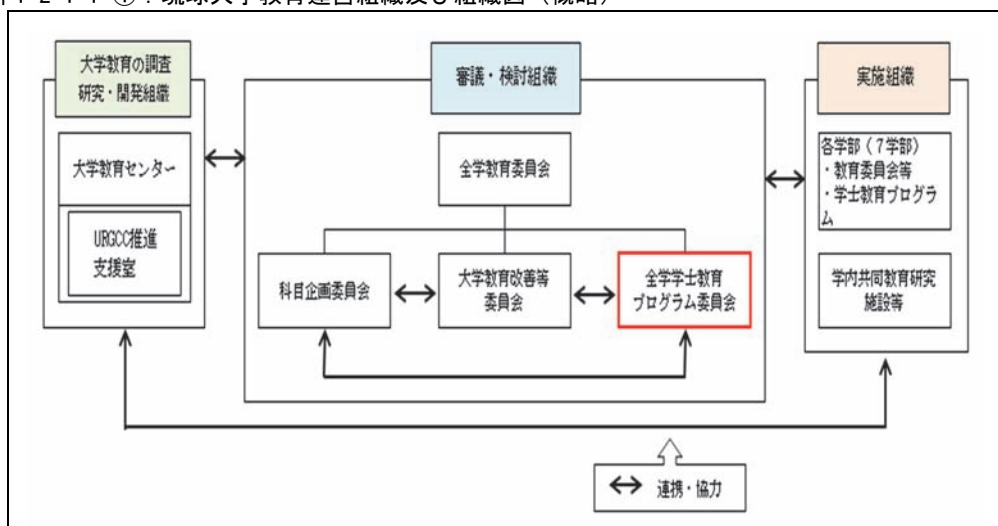 1-2-1-1-①：琉球大学教育運営組織及び組織図（概略）
大学教育の調査
研究・開発組織
大学教育センター
URGCC推進
支援室
審議・検討組織
全学教育委員会
科目企画委員会
大学教育改善等
委員会
全学学士教育
プログラム委員会
実施組織
各学部（7学部）
・教育委員会等
・学士教育プログラ
ム
学内共同教育研究
施設等
連携・協力